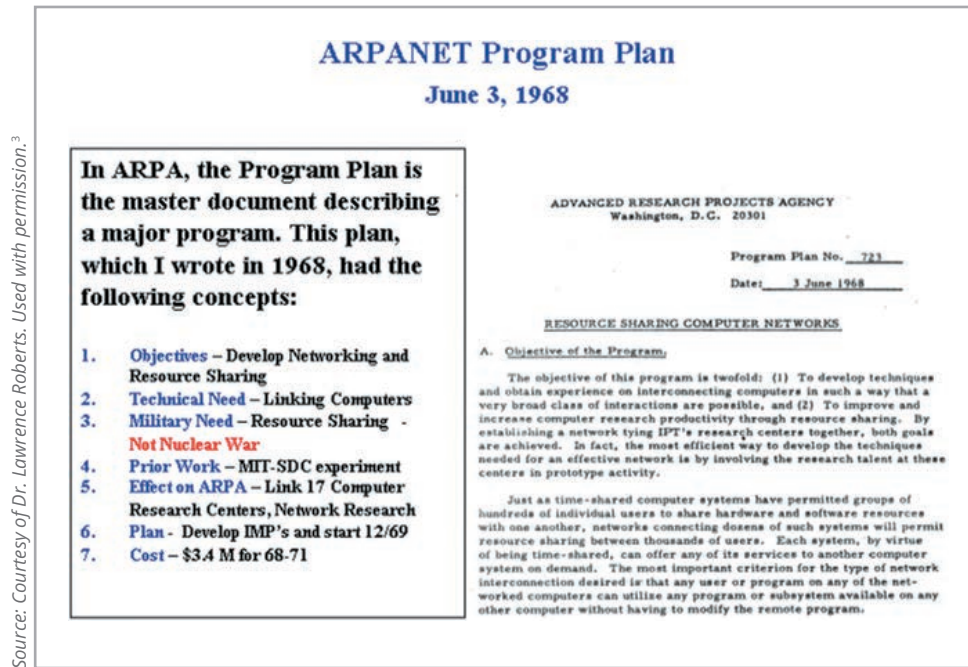 ARPANET Program Plan
June 3, 1968
In ARPA, the Program Plan is
the master document describing
a major program. This plan,
which I wrote in 1968, had the
following concepts:
1. Objectives – Develop Networking and
Resource Sharing
2. Technical Need – Linking Computers
3. Military Need – Resource Sharing -
Not Nuclear War
4. Prior Work – MIT-SDC experiment
5. Effect on ARPA – Link 17 Computer
Research Centers, Network Research
6. Plan - Develop IMP's and start 12/69
7. Cost – $3.4 M for 68-71
ADVANCED RESEARCH PROJECTS AGENCY
Washington, D.C. 20301
Program Plan No. 723
Date: 3 June 1968
RESOURCE SHARING COMPUTER NETWORKS
A. Objective of the Program.
The objective of this program is twofold: (1) To develop techniques
and obtain experience on interconnecting computers in such a way that a
very broad class of interactions are possible, and (2) To improve and
increase computer research productivity through resource sharing. By
establishing a network tying IPT's research centers together, both goals
are achieved. In fact, the most efficient way to develop the techniques
needed for an effective network is by involving the research talent at these
centers in prototype activity.
Just as time-shared computer systems have permitted groups of
hundreds of individual users to share hardware and software resources
with one another, networks connecting dozens of such systems will permit
resource sharing between thousands of users. Each system, by virtue
of being time-shared, can offer any of its services to another computer
system on demand. The most important criterion for the type of network
interconnection desired is that any user or program on any of the net-
worked computers can utilize any program or subsystem available on any
other computer without having to modify the remote program.
Source: Courtesy of Dr. Lawrence Roberts. Used with permission.³